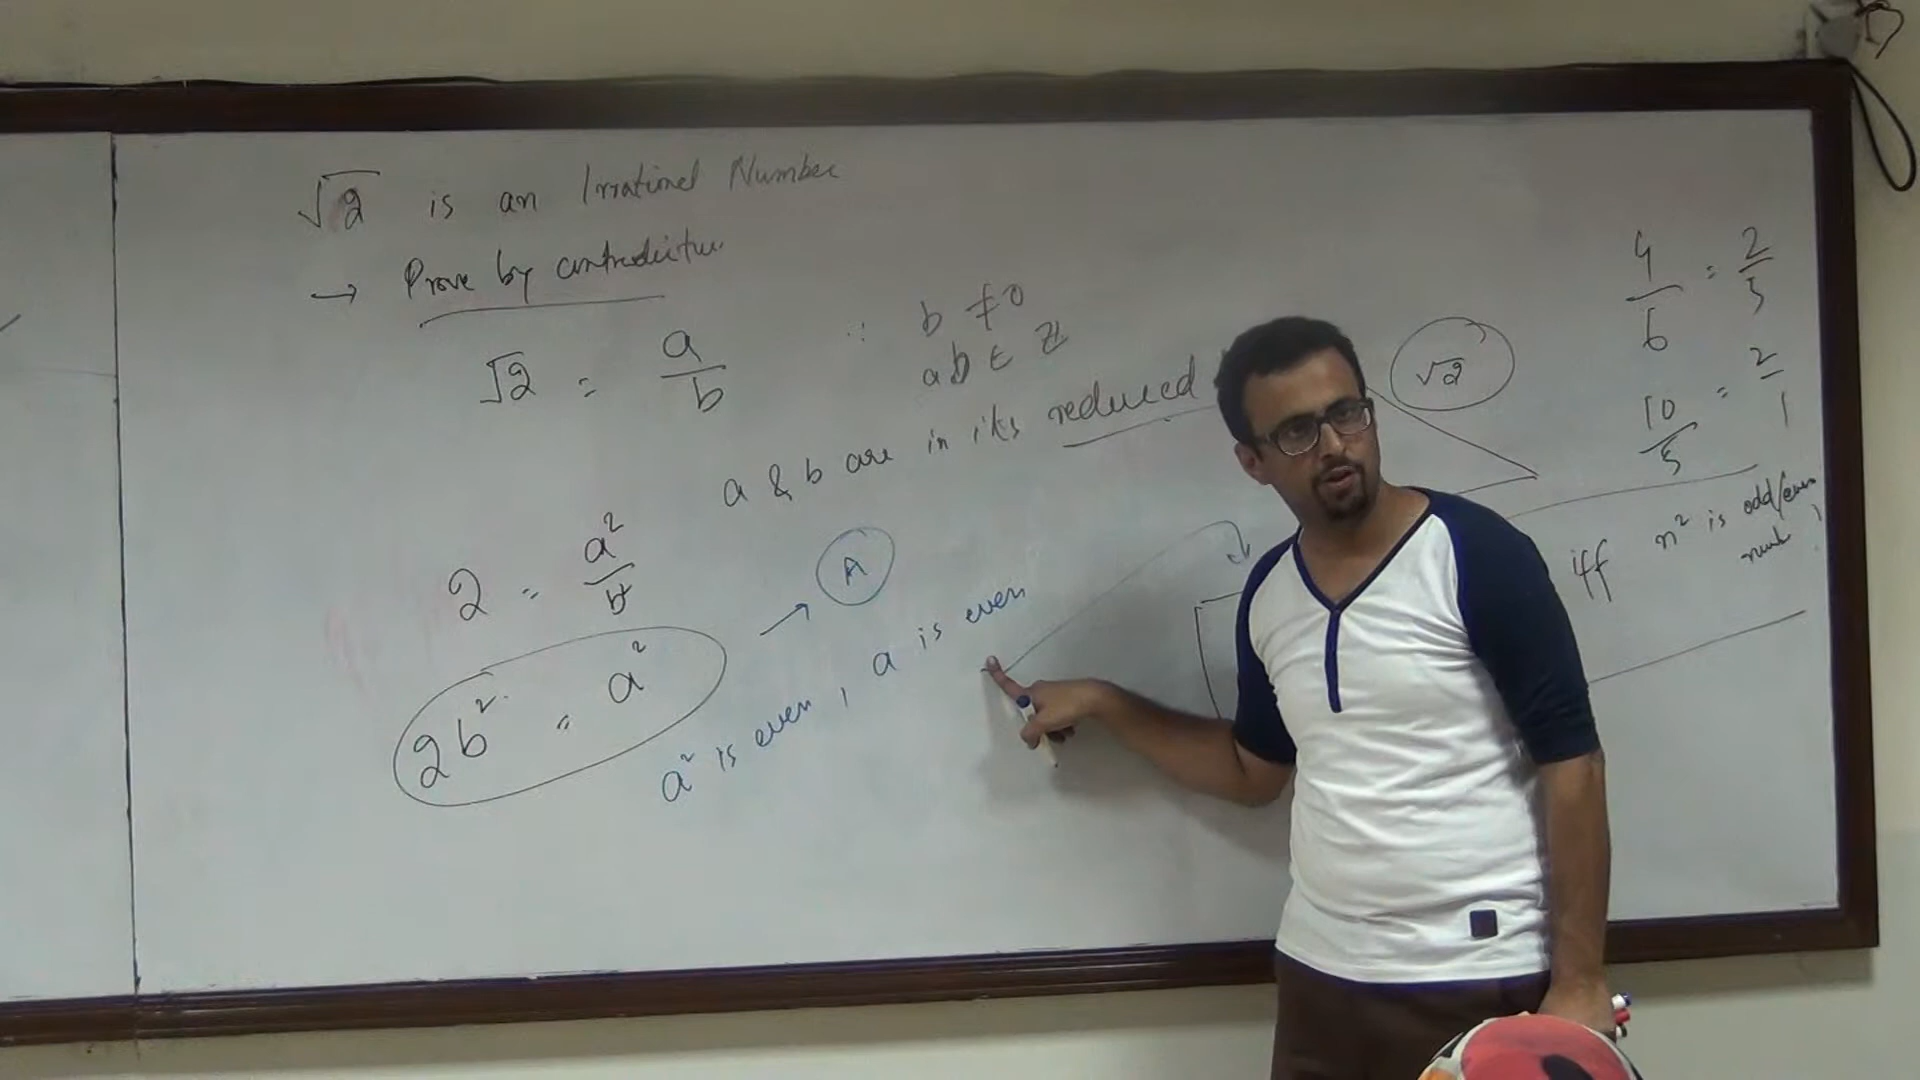 √2 is an Irrational Number
→ Prove by contradiction
√2 = a/b ∵ b ≠ 0
a b ∈ Z
a & b are in its reduced
2 = a²/b²
2b² = a² → A
a² is even, a is even
√2
4/6 = 2/3
10/5 = 2/1
iff n² is odd/even